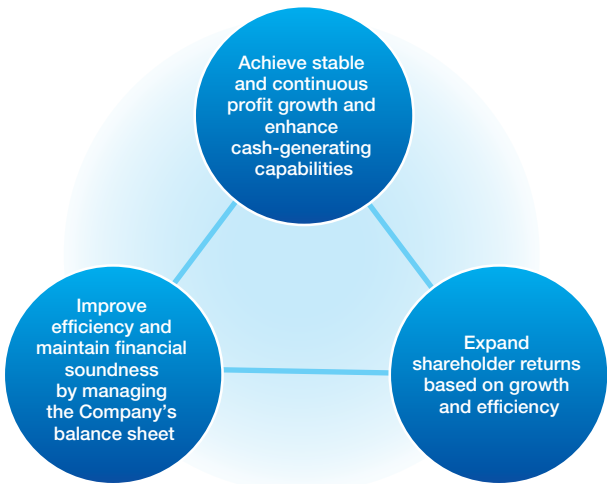 Achieve stable
and continuous
profit growth and
enhance
cash-generating
capabilities
Improve
efficiency and
maintain financial
soundness
by managing
the Company’s
balance sheet
Expand
shareholder returns
based on growth
and efficiency